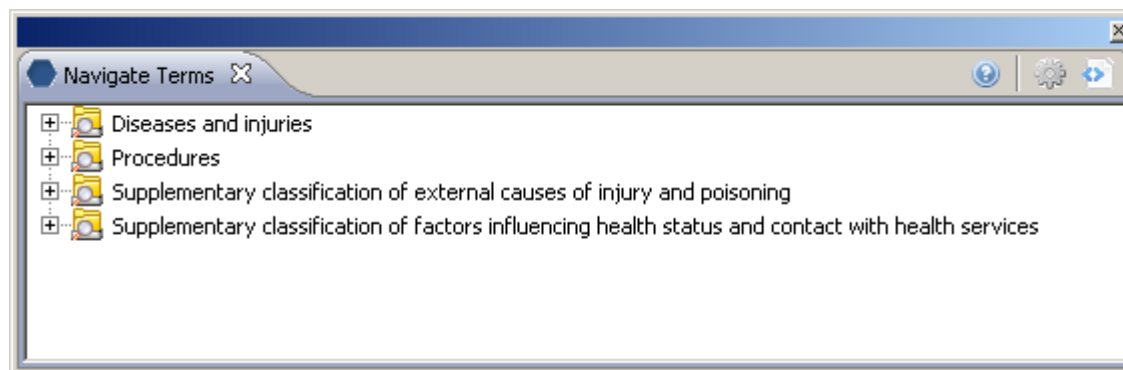 Navigate Terms
Diseases and injuries
Procedures
Supplementary classification of external causes of injury and poisoning
Supplementary classification of factors influencing health status and contact with health services